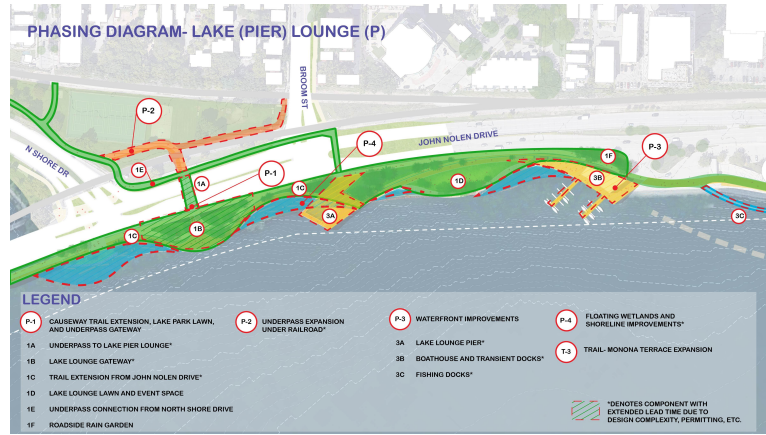 PHASING DIAGRAM- LAKE (PIER) LOUNGE (P)
BROOM ST
P-2
JOHN NOLEN DRIVE
P-4
P-3
1F
N SHORE DR
1E
1A
P-1
1C
1D
3B
3A
3C
1B
1C
LEGEND
P-1 CAUSEWAY TRAIL EXTENSION, LAKE PARK LAWN,
AND UNDERPASS GATEWAY
1A UNDERPASS TO LAKE PIER LOUNGE*
1B LAKE LOUNGE GATEWAY*
1C TRAIL EXTENSION FROM JOHN NOLEN DRIVE*
1D LAKE LOUNGE LAWN AND EVENT SPACE
1E UNDERPASS CONNECTION FROM NORTH SHORE DRIVE
1F ROADSIDE RAIN GARDEN
P-2 UNDERPASS EXPANSION
UNDER RAILROAD*
P-3 WATERFRONT IMPROVEMENTS
3A LAKE LOUNGE PIER*
3B BOATHOUSE AND TRANSIENT DOCKS*
3C FISHING DOCKS*
P-4 FLOATING WETLANDS AND
SHORELINE IMPROVEMENTS*
T-3 TRAIL- MONONA TERRACE EXPANSION
*DENOTES COMPONENT WITH
EXTENDED LEAD TIME DUE TO
DESIGN COMPLEXITY, PERMITTING, ETC.